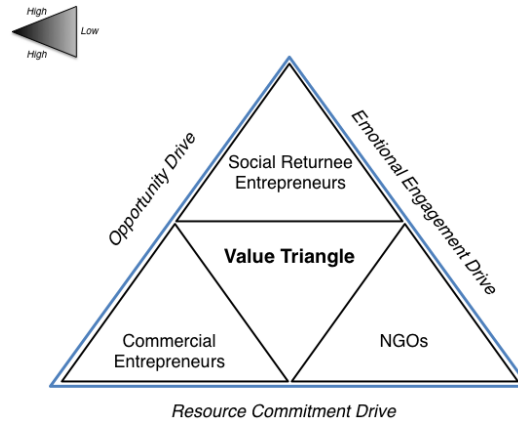 High
Low
High
Opportunity Drive
Emotional Engagement Drive
Social Returnee
Entrepreneurs
Value Triangle
Commercial
Entrepreneurs
NGOs
Resource Commitment Drive